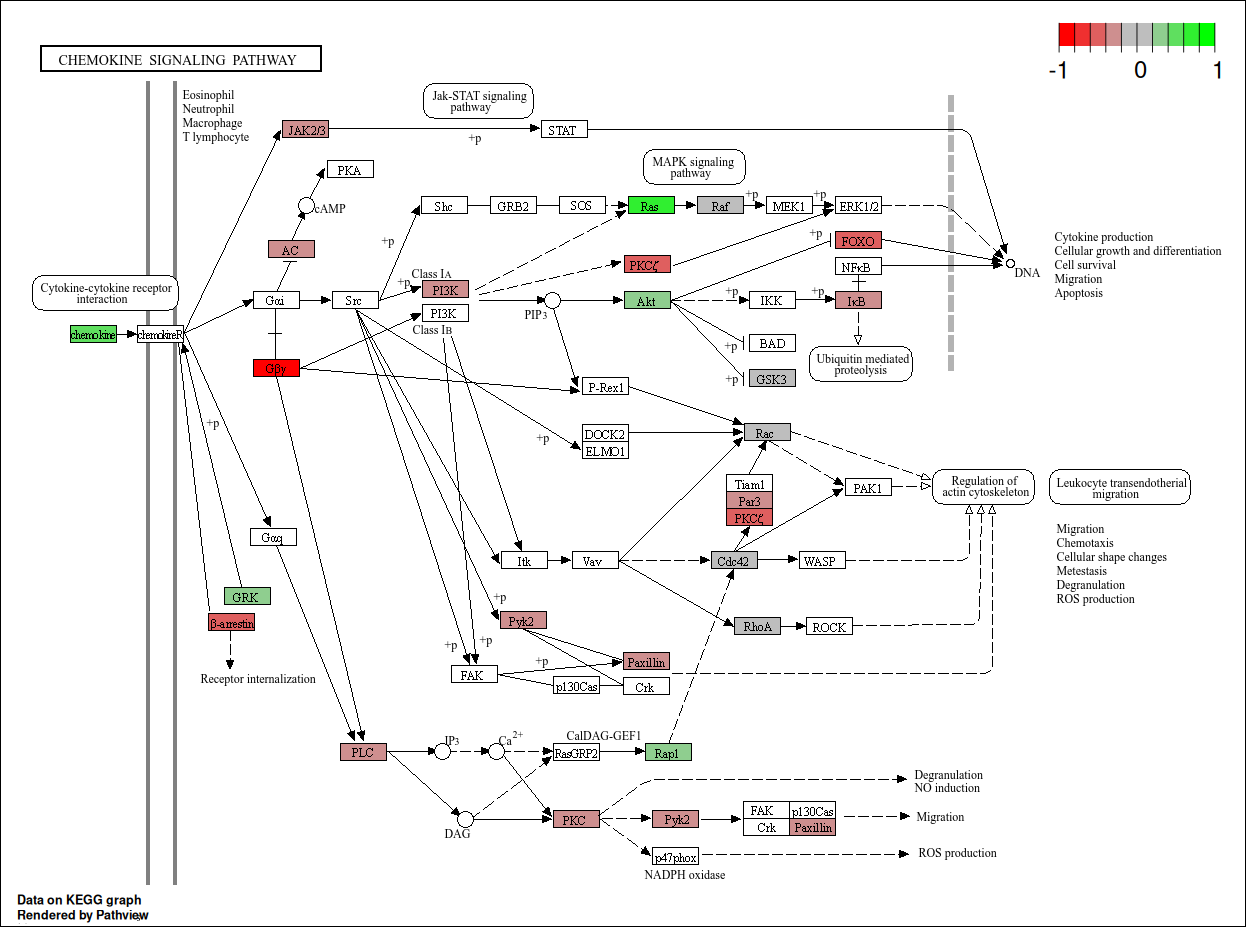 CHEMOKINE SIGNALING PATHWAY
-1 0 1
Eosinophil
Neutrophil
Macrophage
T lymphocyte
Jak-STAT signaling
pathway
JAK2/3
+p
STAT
PKA
MAPK signaling
pathway
cAMP
Shc
GRB2
SOS
Ras
Raf
+p
MEK1
+p
ERK1/2
AC
+p
+p
FOXO
Cytokine production
Cellular growth and differentiation
Cell survival
Migration
Apoptosis
PKCζ
NFκB
DNA
Cytokine-cytokine receptor
interaction
Class IA
+p
PI3K
Gαi
Src
PI3K
Class IB
PIP3
Akt
+p
IKK
+p
IκB
chemokine
chemokineR
+p
BAD
Ubiquitin mediated
proteolysis
Gβγ
+p
GSK3
P-Rex1
+p
+p
DOCK2
ELMO1
Rac
Tiam1
Par3
PKCζ
PAK1
Regulation of
actin cytoskeleton
Leukocyte transendotherial
migration
Gαq
Itk
Vav
Cdc42
WASP
Migration
Chemotaxis
Cellular shape changes
Metestasis
Degranulation
ROS production
GRK
β-arrestin
+p
Pyk2
RhoA
ROCK
+p
+p
+p
Paxillin
FAK
p130Cas
Crk
Receptor internalization
PLC
IP3
Ca2+
CalDAG-GEF1
RasGRP2
Rap1
Degranulation
NO induction
DAG
PKC
Pyk2
FAK
p130Cas
Crk
Paxillin
Migration
p47phox
ROS production
NADPH oxidase
Data on KEGG graph
Rendered by Pathview